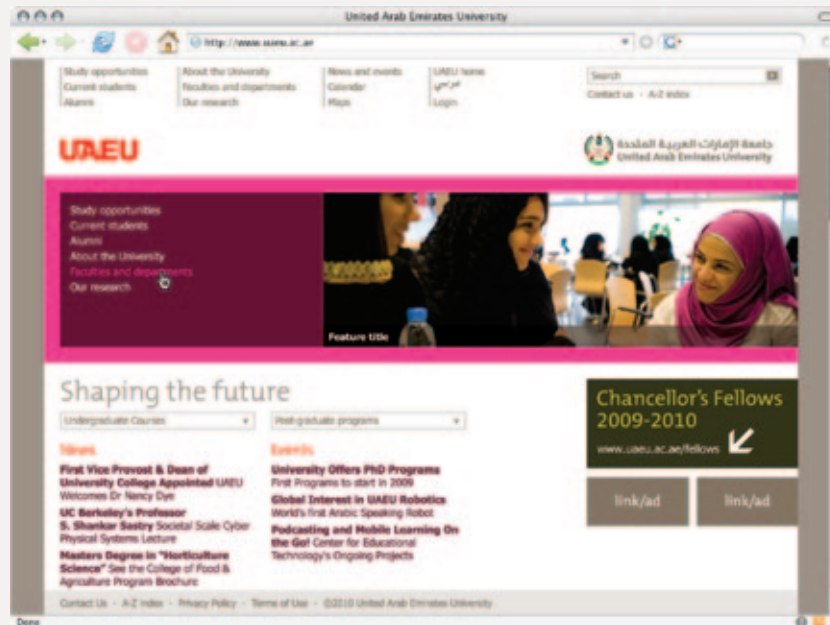 United Arab Emirates University
http://www.uaeu.ac.ae
Study opportunities
Current students
Alumni
About the University
Faculties and departments
Our research
News and events
Calendar
Maps
UAEU home
عربي
Login
Search
Contact us - A-Z index
UAEU
جامعة الإمارات العربية المتحدة
United Arab Emirates University
Study opportunities
Current students
Alumni
About the University
Faculties and departments
Our research
Feature title
Shaping the future
Undergraduate Courses
Post-graduate programs
News
First Vice Provost & Dean of
University College Appointed UAEU
Welcomes Dr Nancy Dye
UC Berkeley's Professor
S. Shankar Sastry Societal Scale Cyber
Physical Systems Lecture
Masters Degree in "Horticulture
Science" See the College of Food &
Agriculture Program Brochure
Events
University Offers PhD Programs
First Programs to start in 2009
Global Interest in UAEU Robotics
World's first Arabic Speaking Robot
Podcasting and Mobile Learning On
the Go! Center for Educational
Technology's Ongoing Projects
Chancellor's Fellows
2009-2010
www.uaeu.ac.ae/fellows
link/ad
link/ad
Contact Us - A-Z Index - Privacy Policy - Terms of Use - ©2010 United Arab Emirates University
Done